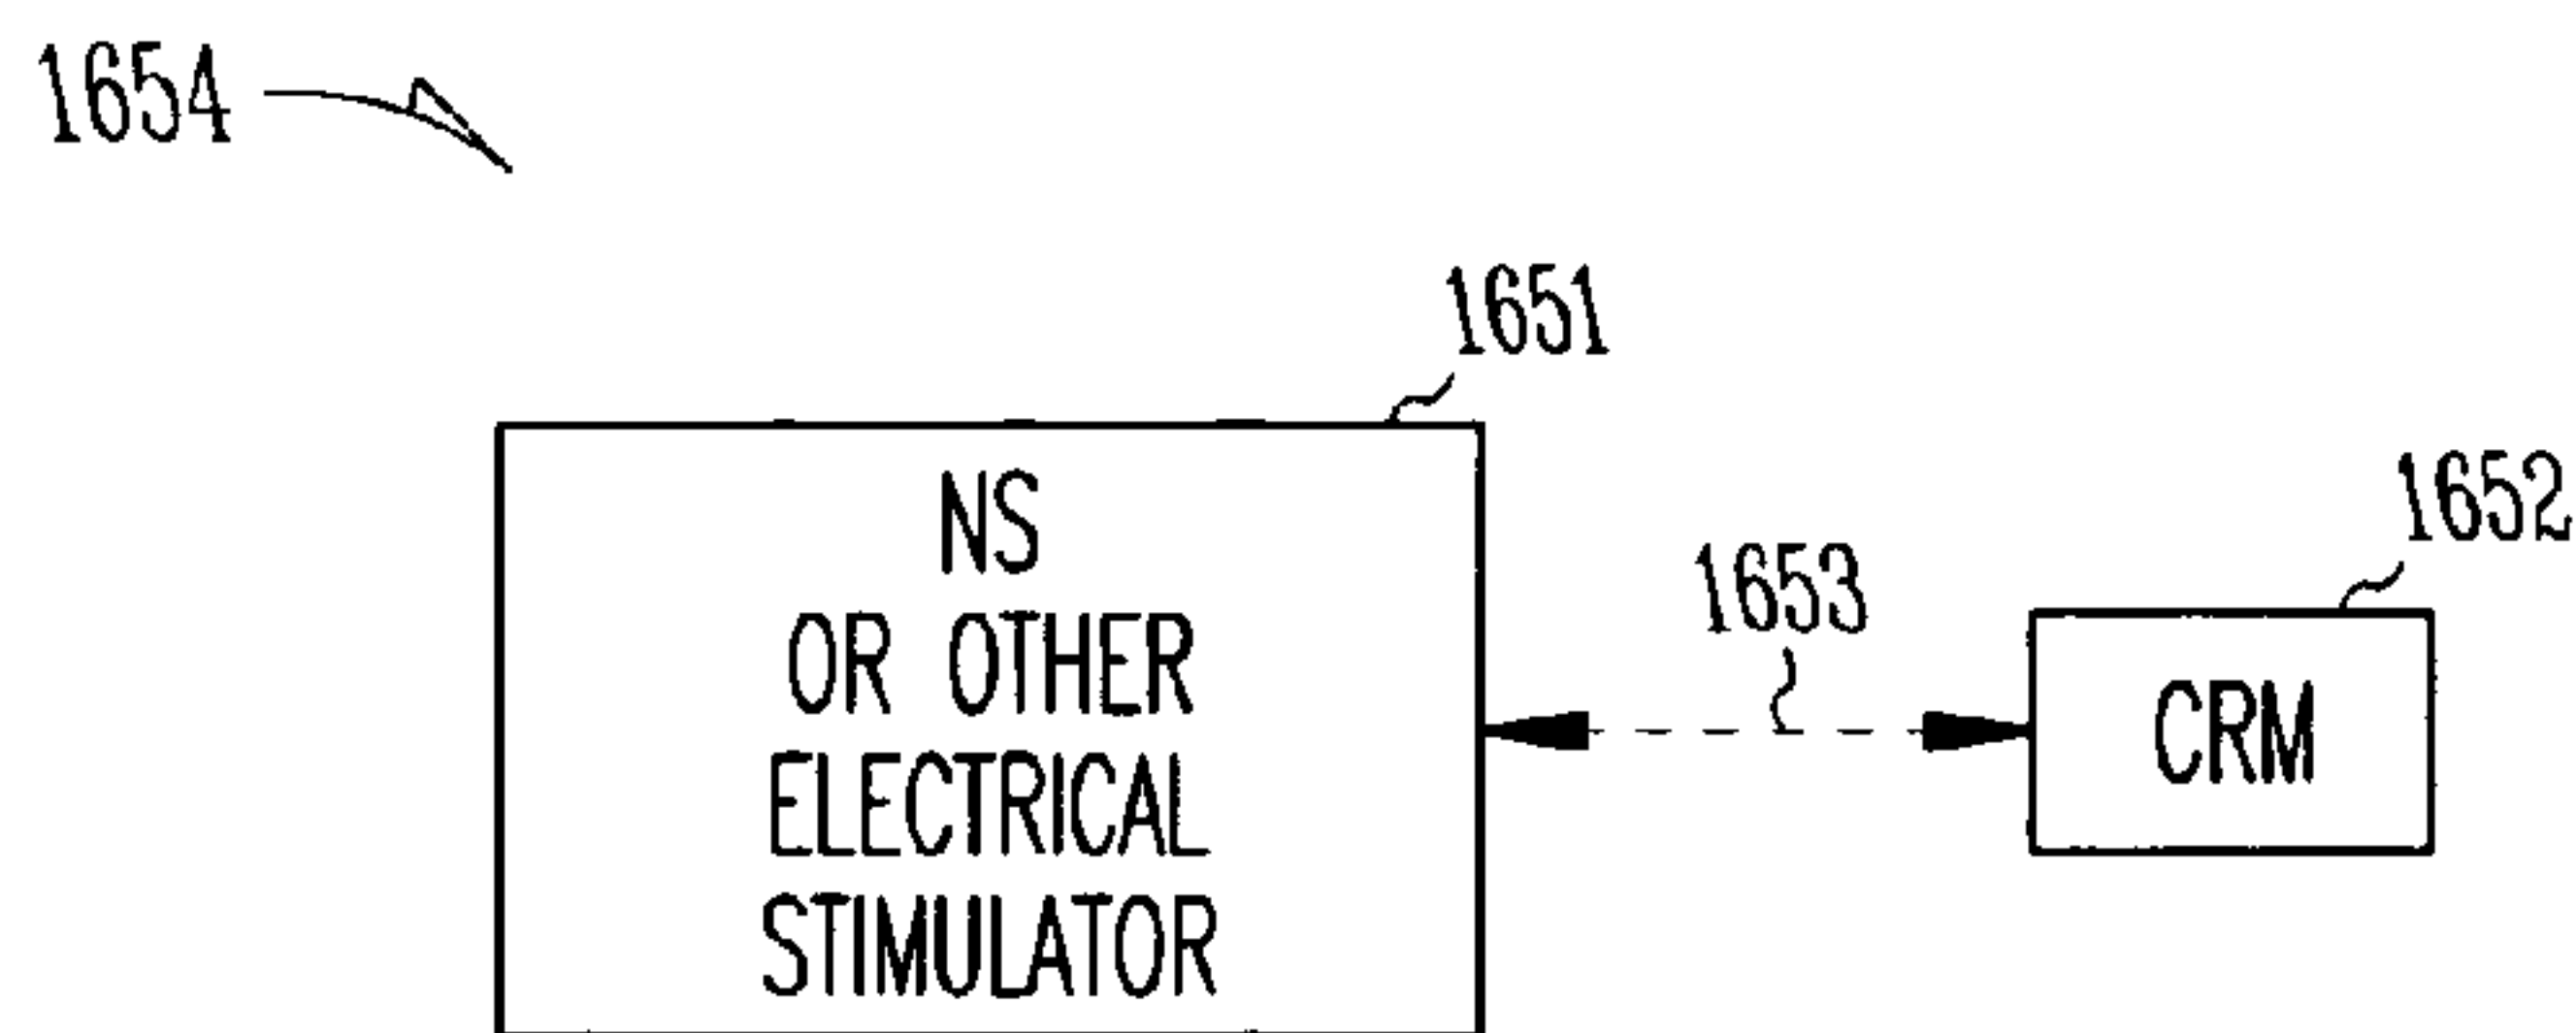 1654
1651
NS
OR OTHER
ELECTRICAL
STIMULATOR
1653
1652
CRM